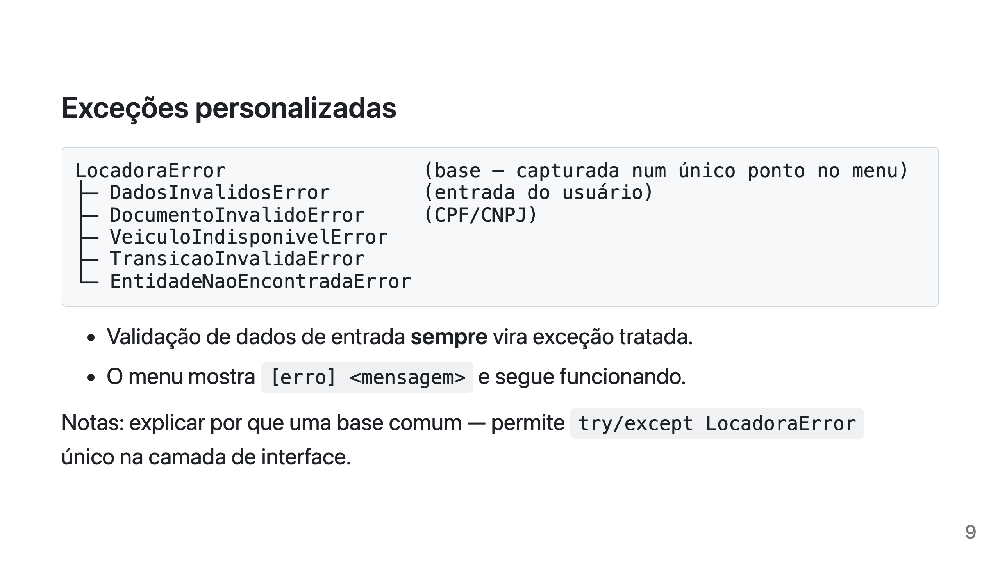 Exceções personalizadas
LocadoraError                 (base — capturada num único ponto no menu)
├── DadosInvalidosError        (entrada do usuário)
├── DocumentoInvalidoError     (CPF/CNPJ)
├── VeiculoIndisponivelError
├── TransicaoInvalidaError
└── EntidadeNaoEncontradaError
• Validação de dados de entrada sempre vira exceção tratada.
• O menu mostra [erro] <mensagem> e segue funcionando.
Notas: explicar por que uma base comum — permite try/except LocadoraError
único na camada de interface.
9